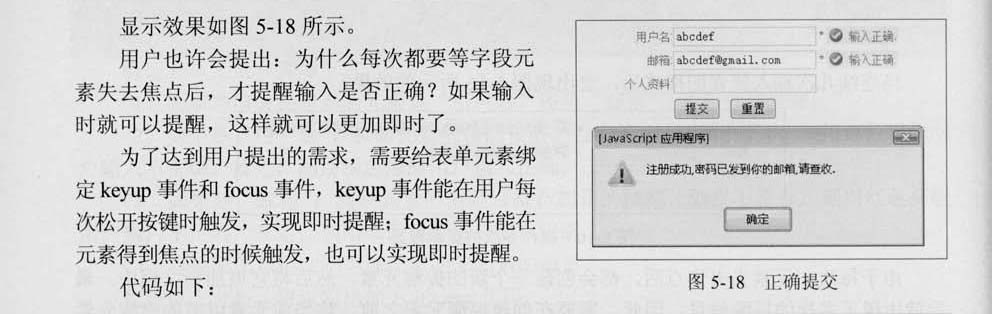 显示效果如图 5-18 所示。
用户也许会提出：为什么每次都要等字段元
素失去焦点后，才提醒输入是否正确？如果输入
时就可以提醒，这样就可以更加即时了。
为了达到用户提出的需求，需要给表单元素绑
定 keyup 事件和 focus 事件，keyup 事件能在用户每
次松开按键时触发，实现即时提醒；focus 事件能在
元素得到焦点的时候触发，也可以实现即时提醒。
代码如下：
用户名 abcdef * 输入正确.
邮箱 abcdef@gmail.com * 输入正确.
个人资料
提交 重置
[JavaScript 应用程序]
注册成功,密码已发到你的邮箱,请查收.
确定
图 5-18 正确提交